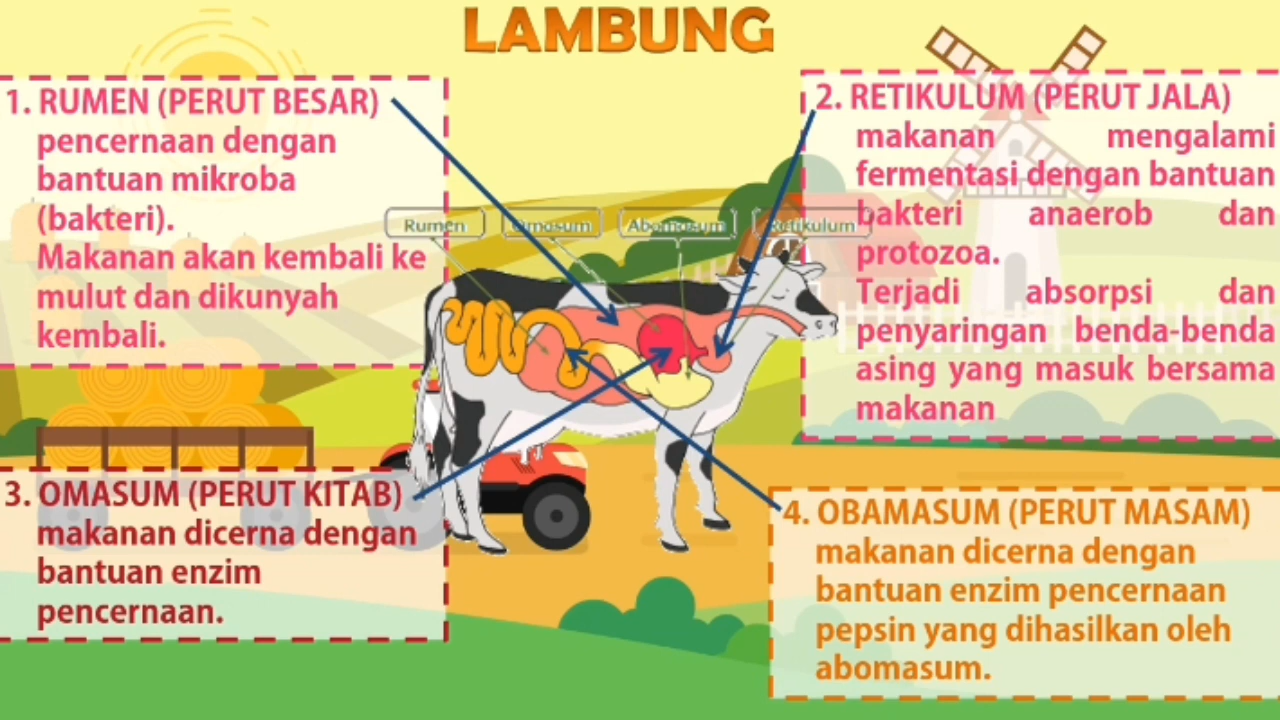 LAMBUNG
1. RUMEN (PERUT BESAR)
pencernaan dengan
bantuan mikroba
(bakteri).
Makanan akan kembali ke
mulut dan dikunyah
kembali.
2. RETIKULUM (PERUT JALA)
makanan mengalami
fermentasi dengan bantuan
bakteri anaerob dan
protozoa.
Terjadi absorpsi dan
penyaringan benda-benda
asing yang masuk bersama
makanan
Rumen Omasum Abomasum Retikulum
3. OMASUM (PERUT KITAB)
makanan dicerna dengan
bantuan enzim
pencernaan.
4. OBAMASUM (PERUT MASAM)
makanan dicerna dengan
bantuan enzim pencernaan
pepsin yang dihasilkan oleh
abomasum.